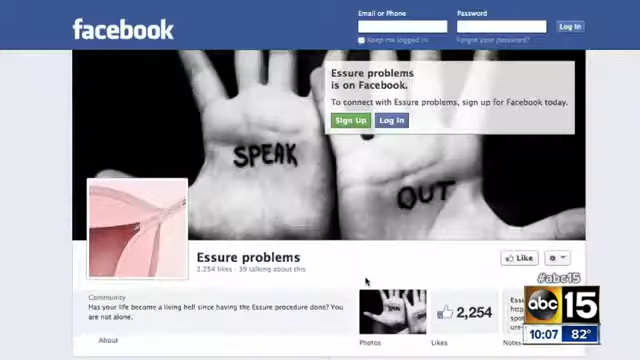 facebook
Email or Phone
Password
Log In
Keep me logged in
Forgot your password?
Essure problems
is on Facebook.
To connect with Essure problems, sign up for Facebook today.
Sign Up
Log In
SPEAK
OUT
Essure problems
2,254 likes · 39 talking about this
Like
#abc15
Community
Has your life become a living hell since having the Essure procedure done? You
are not alone.
About
SPEAK
2,254
Photos
Likes
Notes
abc 15
10:07 82°